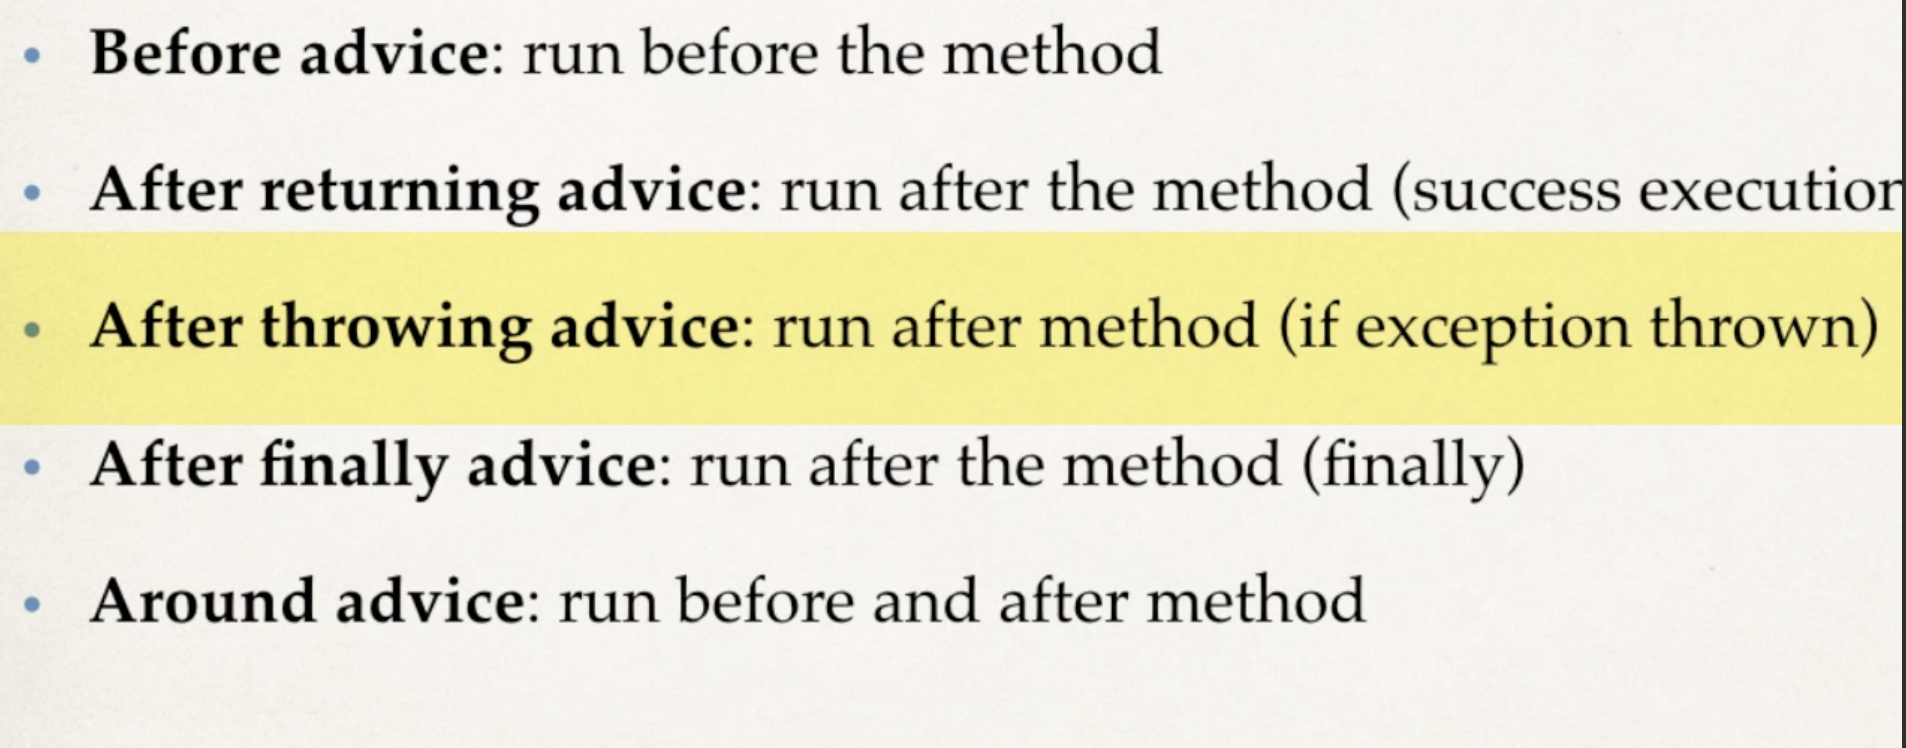 • Before advice: run before the method
• After returning advice: run after the method (success execution
• After throwing advice: run after method (if exception thrown)
• After finally advice: run after the method (finally)
• Around advice: run before and after method